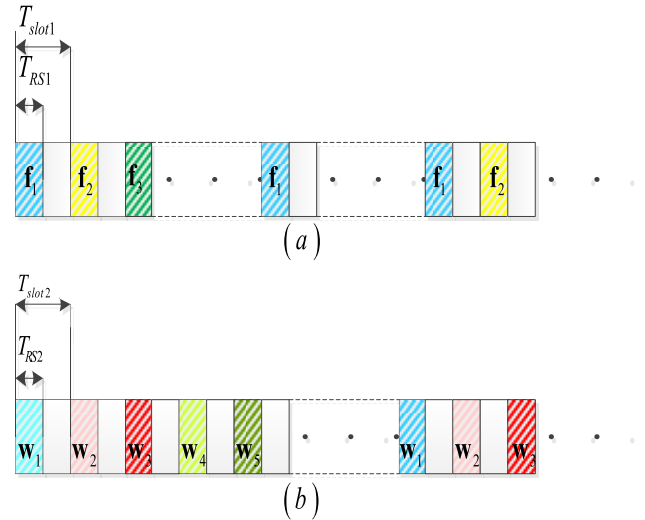 T_slot1
T_RS1
f_1 f_2 f_3 f_1 f_1 f_2
(a)
T_slot2
T_RS2
w_1 w_2 w_3 w_4 w_5 w_1 w_2 w_3
(b)